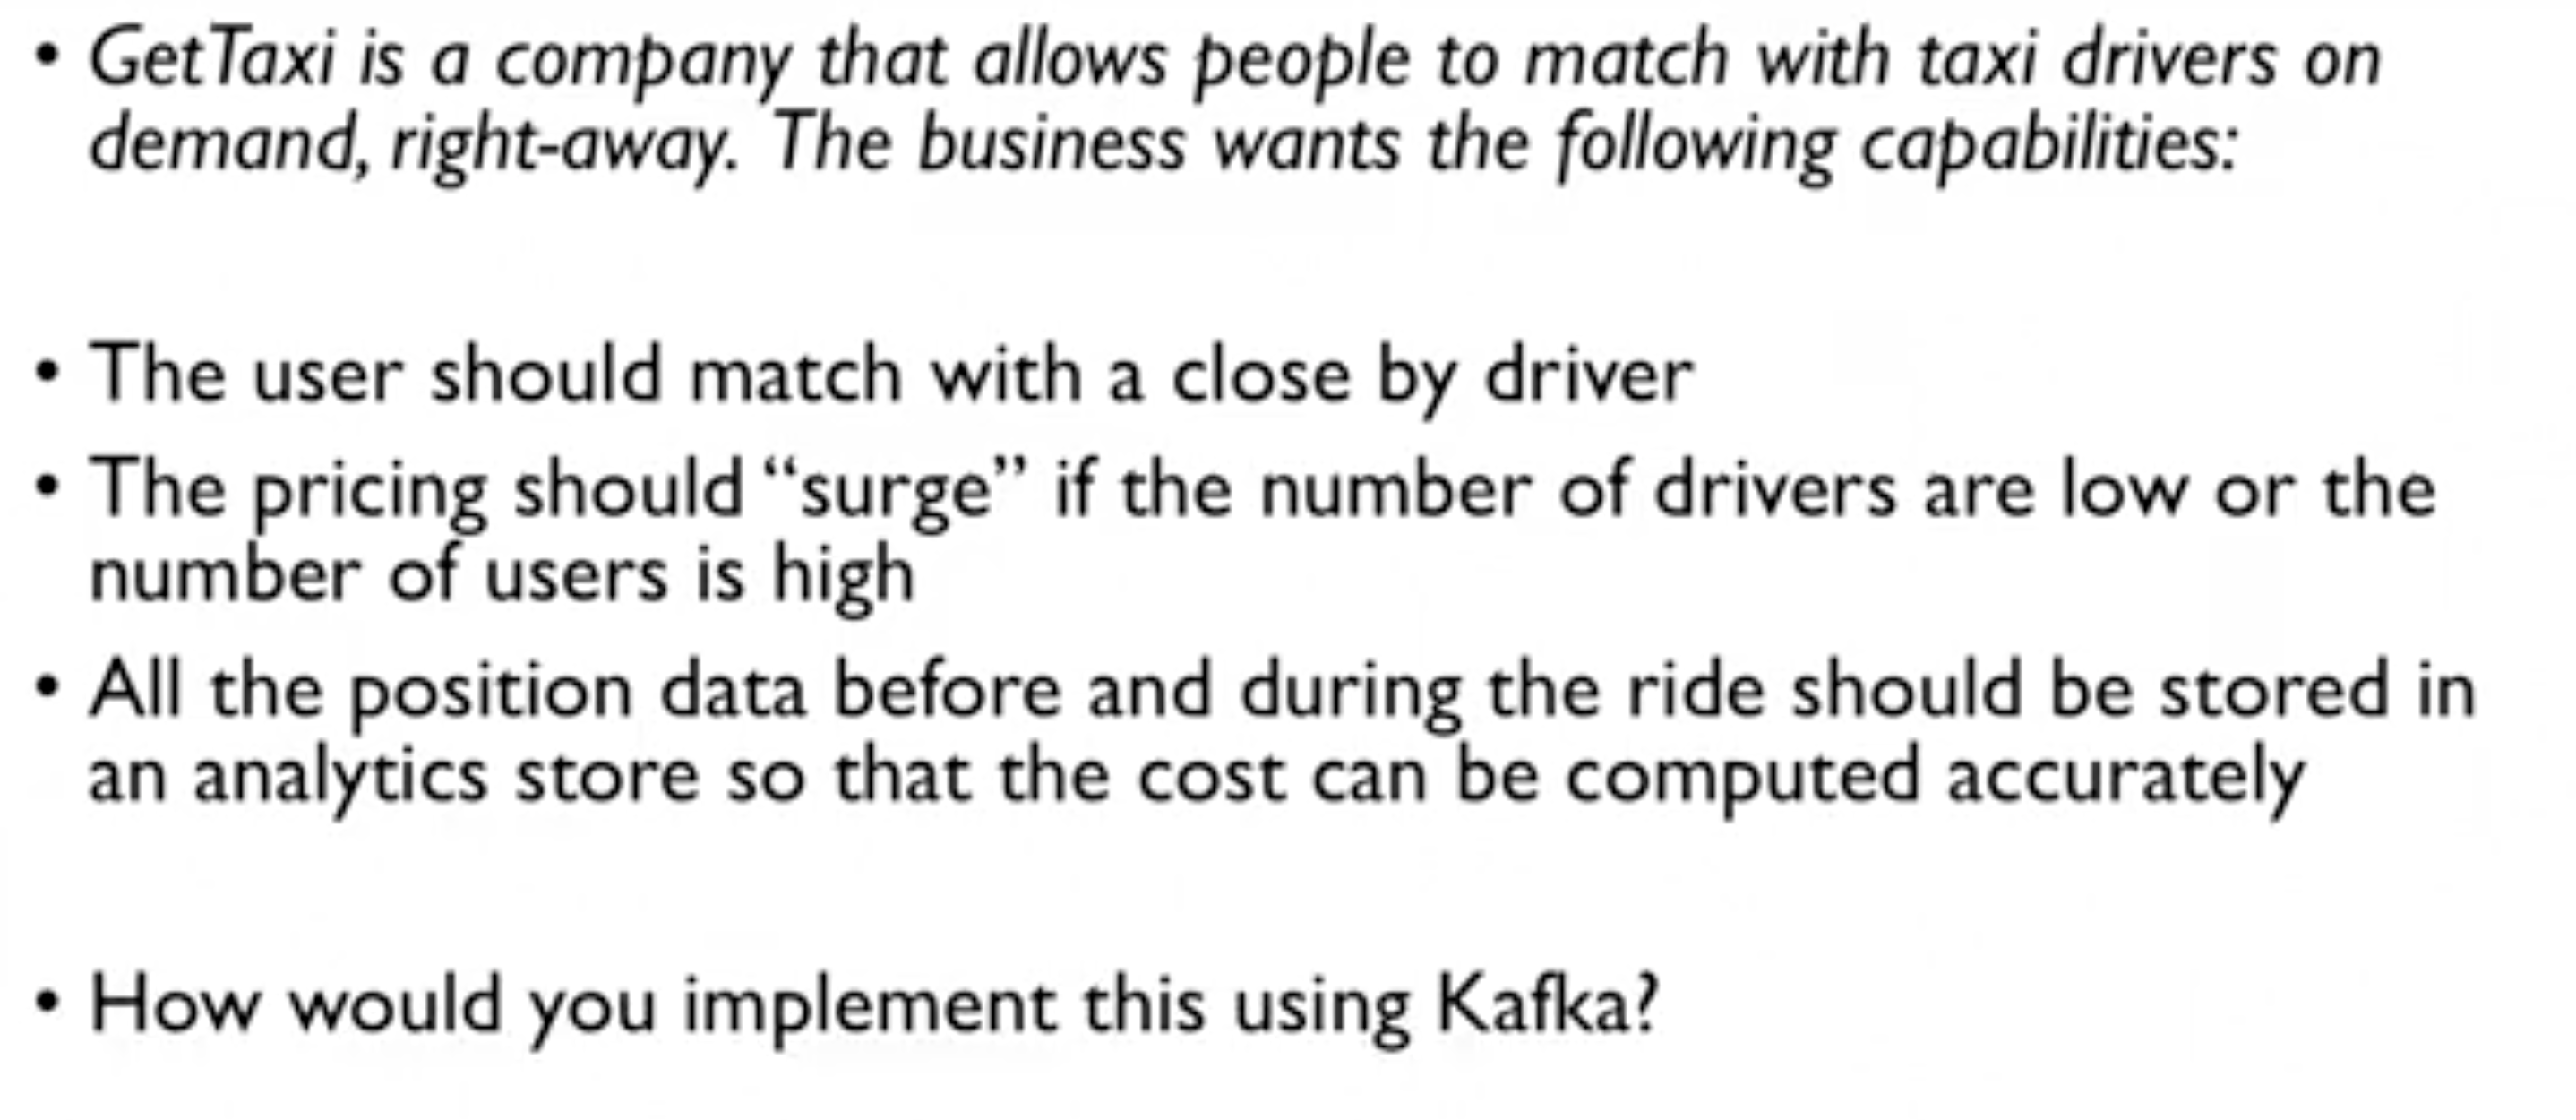 • GetTaxi is a company that allows people to match with taxi drivers on
demand, right-away. The business wants the following capabilities:
• The user should match with a close by driver
• The pricing should “surge” if the number of drivers are low or the
number of users is high
• All the position data before and during the ride should be stored in
an analytics store so that the cost can be computed accurately
• How would you implement this using Kafka?